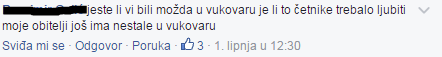 jeste li vi bili možda u vukovaru je li to četnike trebalo ljubiti
moje obitelji još ima nestale u vukovaru
Sviđa mi se · Odgovor · Poruka · 3 · 1. lipnja u 12:30